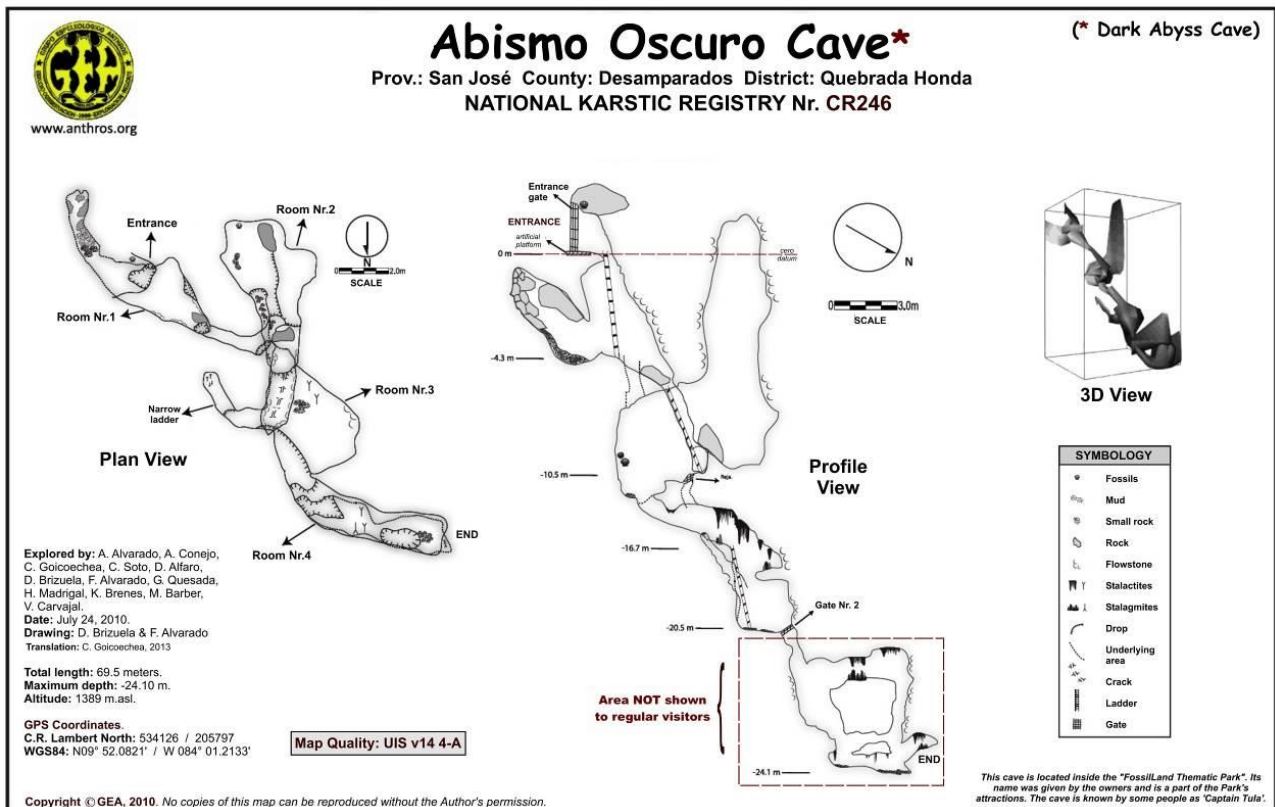 Abismo Oscuro Cave*
(* Dark Abyss Cave)
Prov.: San José County: Desamparados District: Quebrada Honda
NATIONAL KARSTIC REGISTRY Nr. CR246
GEA
www.anthros.org
Entrance
Room Nr.2
N
0 2.0m
SCALE
Room Nr.1
Room Nr.3
Narrow
ladder
Plan View
Room Nr.4
END
Entrance
gate
ENTRANCE
artificial
platform
0 m
cero
datum
N
0 3.0m
SCALE
-4.3 m
-10.5 m
Profile
View
-16.7 m
Gate Nr. 2
-20.5 m
Area NOT shown
to regular visitors
END
-24.1 m
3D View
SYMBOLOGY
Fossils
Mud
Small rock
Rock
Flowstone
Stalactites
Stalagmites
Drop
Underlying
area
Crack
Ladder
Gate
Explored by: A. Alvarado, A. Conejo,
C. Goicoechea, C. Soto, D. Alfaro,
D. Brizuela, F. Alvarado, G. Quesada,
H. Madrigal, K. Brenes, M. Barber,
V. Carvajal.
Date: July 24, 2010.
Drawing: D. Brizuela & F. Alvarado
Translation: C. Goicoechea, 2013
Total length: 69.5 meters.
Maximum depth: -24.10 m.
Altitude: 1389 m.asl.
GPS Coordinates.
C.R. Lambert North: 534126 / 205797
WGS84: N09° 52.0821' / W 084° 01.2133'
Map Quality: UIS v14 4-A
Copyright © GEA, 2010. No copies of this map can be reproduced without the Author's permission.
This cave is located inside the "FossilLand Thematic Park". Its
name was given by the owners and is a part of the Park's
attractions. The cave is known by some people as 'Captain Tula'.